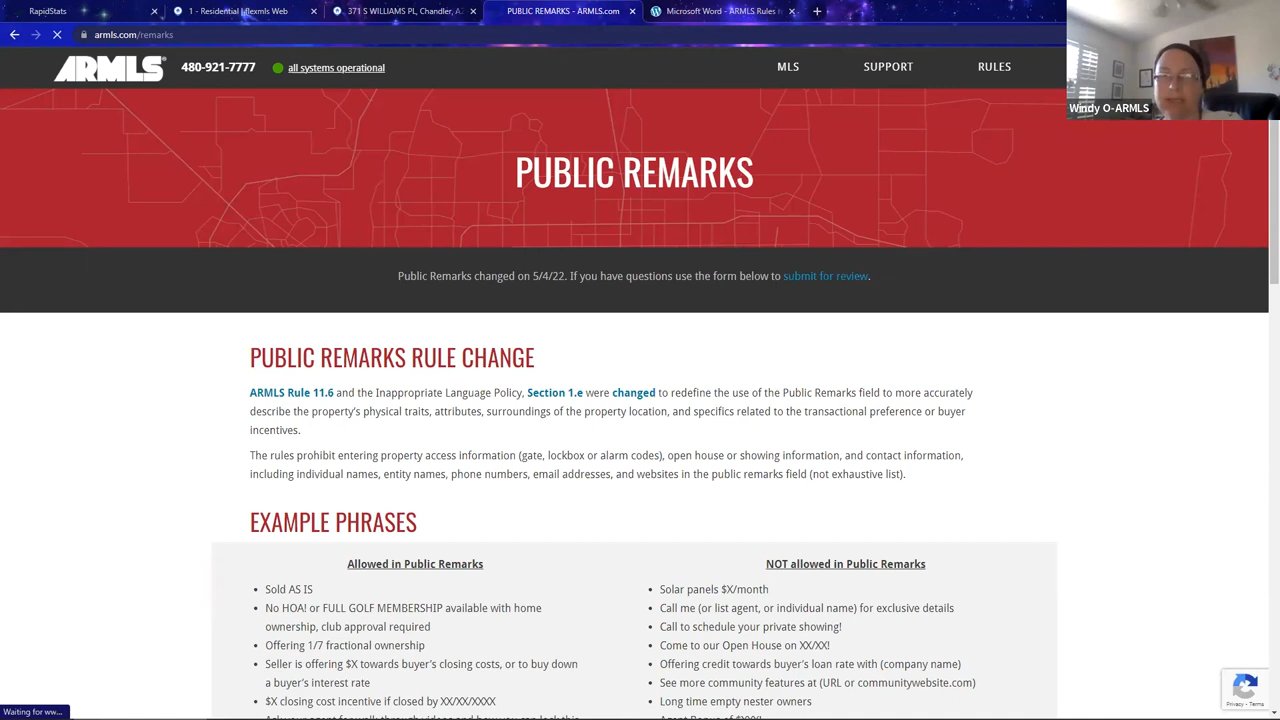 RapidStats
1 - Residential | flexmls Web
371 S WILLIAMS PL, Chandler, AZ
PUBLIC REMARKS - ARMLS.com
Microsoft Word - ARMLS Rules
armls.com/remarks
ARMLS
480-921-7777
all systems operational
MLS
SUPPORT
RULES
Windy O-ARMLS
PUBLIC REMARKS
Public Remarks changed on 5/4/22. If you have questions use the form below to submit for review.
PUBLIC REMARKS RULE CHANGE
ARMLS Rule 11.6 and the Inappropriate Language Policy, Section 1.e were changed to redefine the use of the Public Remarks field to more accurately
describe the property's physical traits, attributes, surroundings of the property location, and specifics related to the transactional preference or buyer
incentives.
The rules prohibit entering property access information (gate, lockbox or alarm codes), open house or showing information, and contact information,
including individual names, entity names, phone numbers, email addresses, and websites in the public remarks field (not exhaustive list).
EXAMPLE PHRASES
Allowed in Public Remarks
• Sold AS IS
• No HOA! or FULL GOLF MEMBERSHIP available with home
ownership, club approval required
• Offering 1/7 fractional ownership
• Seller is offering $X towards buyer's closing costs, or to buy down
a buyer's interest rate
• $X closing cost incentive if closed by XX/XX/XXXX
NOT allowed in Public Remarks
• Solar panels $X/month
• Call me (or list agent, or individual name) for exclusive details
• Call to schedule your private showing!
• Come to our Open House on XX/XX!
• Offering credit towards buyer's loan rate with (company name)
• See more community features at (URL or communitywebsite.com)
• Long time empty nester owners
Privacy - Terms
Waiting for ww...